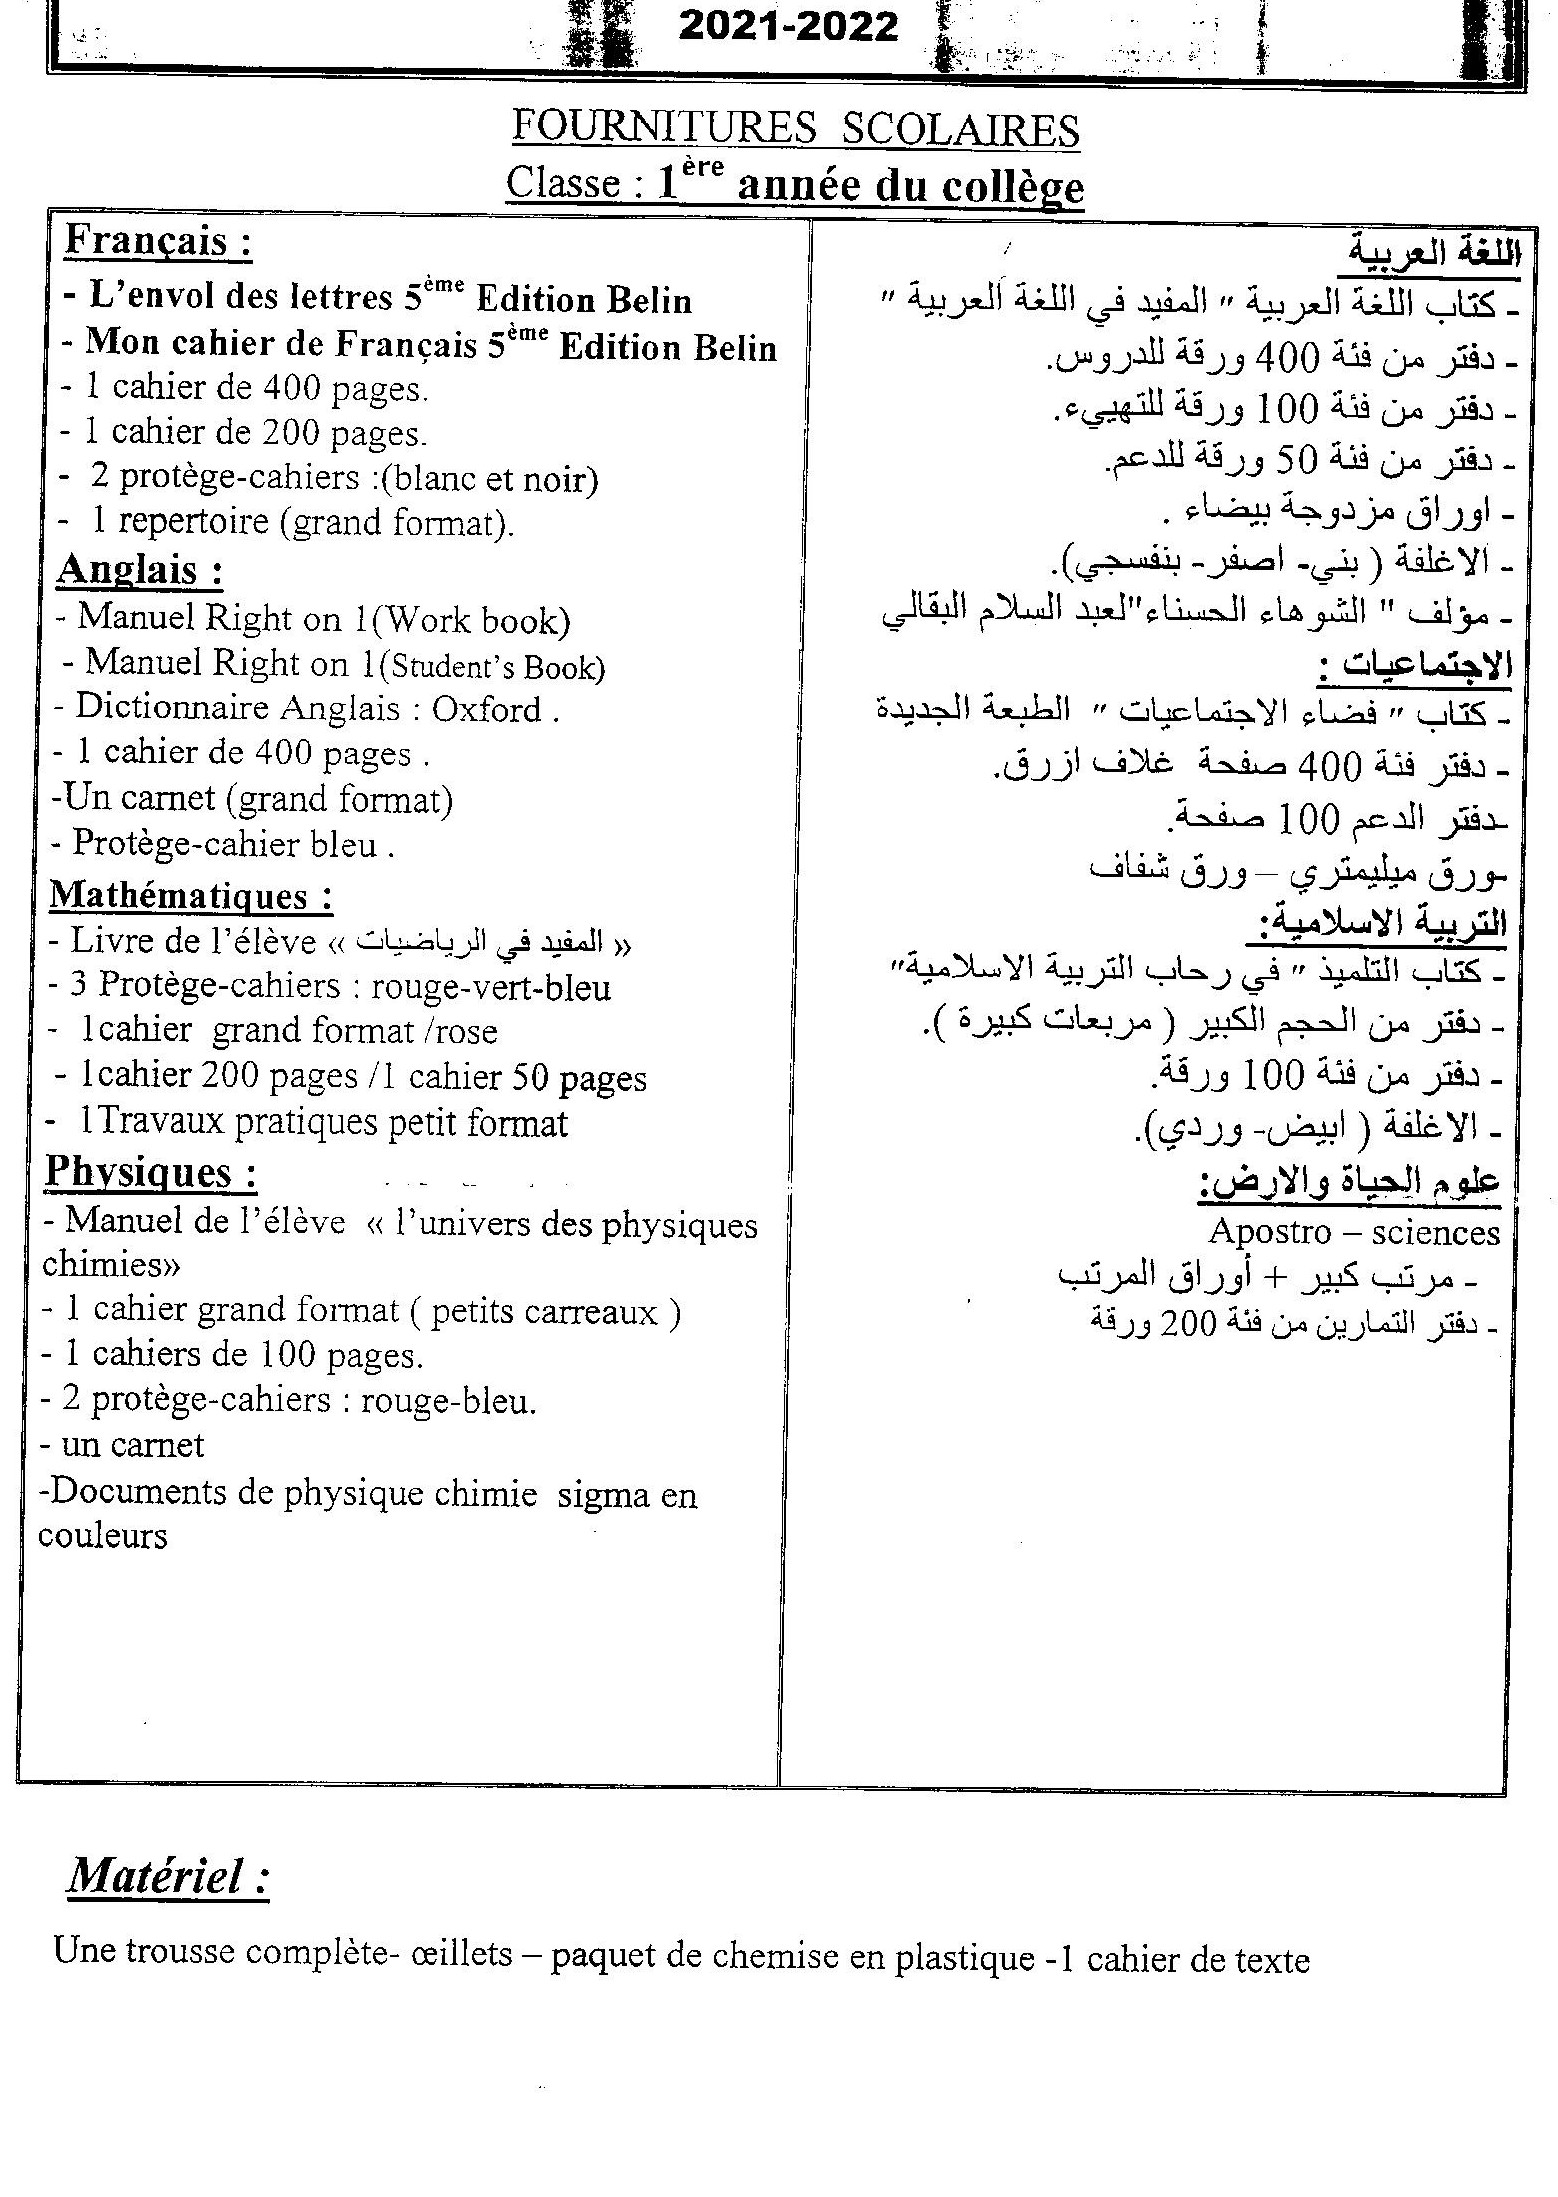 2021-2022
FOURNITURES SCOLAIRES
Classe : 1ère année du collège
Français :
- L'envol des lettres 5ème Edition Belin
- Mon cahier de Français 5ème Edition Belin
- 1 cahier de 400 pages.
- 1 cahier de 200 pages.
- 2 protège-cahiers :(blanc et noir)
- 1 repertoire (grand format).
Anglais :
- Manuel Right on 1(Work book)
- Manuel Right on 1(Student's Book)
- Dictionnaire Anglais : Oxford .
- 1 cahier de 400 pages .
-Un carnet (grand format)
- Protège-cahier bleu .
Mathématiques :
- Livre de l'élève « المفيد في الرياضيات »
- 3 Protège-cahiers : rouge-vert-bleu
- 1cahier grand format /rose
- 1cahier 200 pages /1 cahier 50 pages
- 1Travaux pratiques petit format
Physiques :
- Manuel de l'élève « l'univers des physiques
chimies»
- 1 cahier grand format ( petits carreaux )
- 1 cahiers de 100 pages.
- 2 protège-cahiers : rouge-bleu.
- un carnet
-Documents de physique chimie sigma en
couleurs
اللغة العربية
- كتاب اللغة العربية " المفيد في اللغة العربية "
- دفتر من فئة 400 ورقة للدروس.
- دفتر من فئة 100 ورقة للتهييء.
- دفتر من فئة 50 ورقة للدعم.
- اوراق مزدوجة بيضاء .
- الاغلفة ( بني- اصفر- بنفسجي).
- مؤلف " الشوهاء الحسناء"لعبد السلام البقالي
الاجتماعيات :
- كتاب " فضاء الاجتماعيات " الطبعة الجديدة
- دفتر فئة 400 صفحة غلاف ازرق.
-دفتر الدعم 100 صفحة.
-ورق ميليمتري – ورق شفاف
التربية الاسلامية:
- كتاب التلميذ " في رحاب التربية الاسلامية"
- دفتر من الحجم الكبير ( مربعات كبيرة ).
- دفتر من فئة 100 ورقة.
- الاغلفة ( ابيض- وردي).
علوم الحياة والارض:
Apostro – sciences
- مرتب كبير + أوراق المرتب
- دفتر التمارين من فئة 200 ورقة
Matériel :
Une trousse complète- œillets – paquet de chemise en plastique -1 cahier de texte